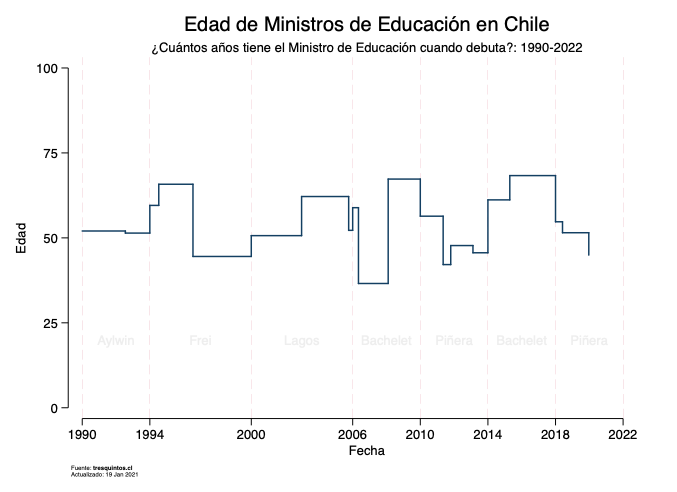 Edad de Ministros de Educación en Chile
¿Cuántos años tiene el Ministro de Educación cuando debuta?: 1990-2022
100
75
50
25
0
Edad
Aylwin Frei Lagos Bachelet Piñera Bachelet Piñera
1990 1994 2000 2006 2010 2014 2018 2022
Fecha
Fuente: tresquintos.cl
Actualizado: 19 Jan 2021